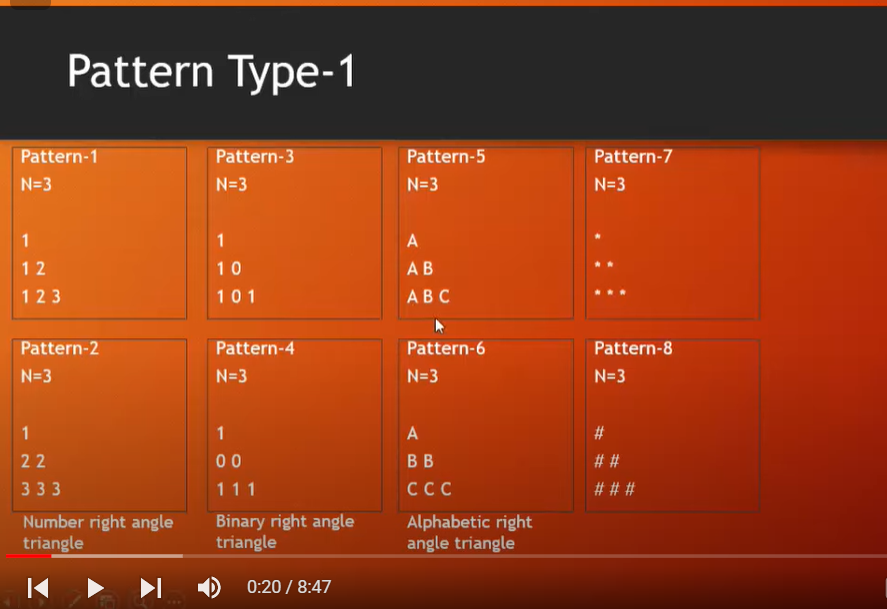 Pattern Type-1
Pattern-1
N=3
1
1 2
1 2 3
Pattern-3
N=3
1
1 0
1 0 1
Pattern-5
N=3
A
A B
A B C
Pattern-7
N=3
*
* *
* * *
Pattern-2
N=3
1
2 2
3 3 3
Number right angle
triangle
Pattern-4
N=3
1
0 0
1 1 1
Binary right angle
triangle
Pattern-6
N=3
A
B B
C C C
Alphabetic right
angle triangle
Pattern-8
N=3
#
# #
# # #
0:20 / 8:47